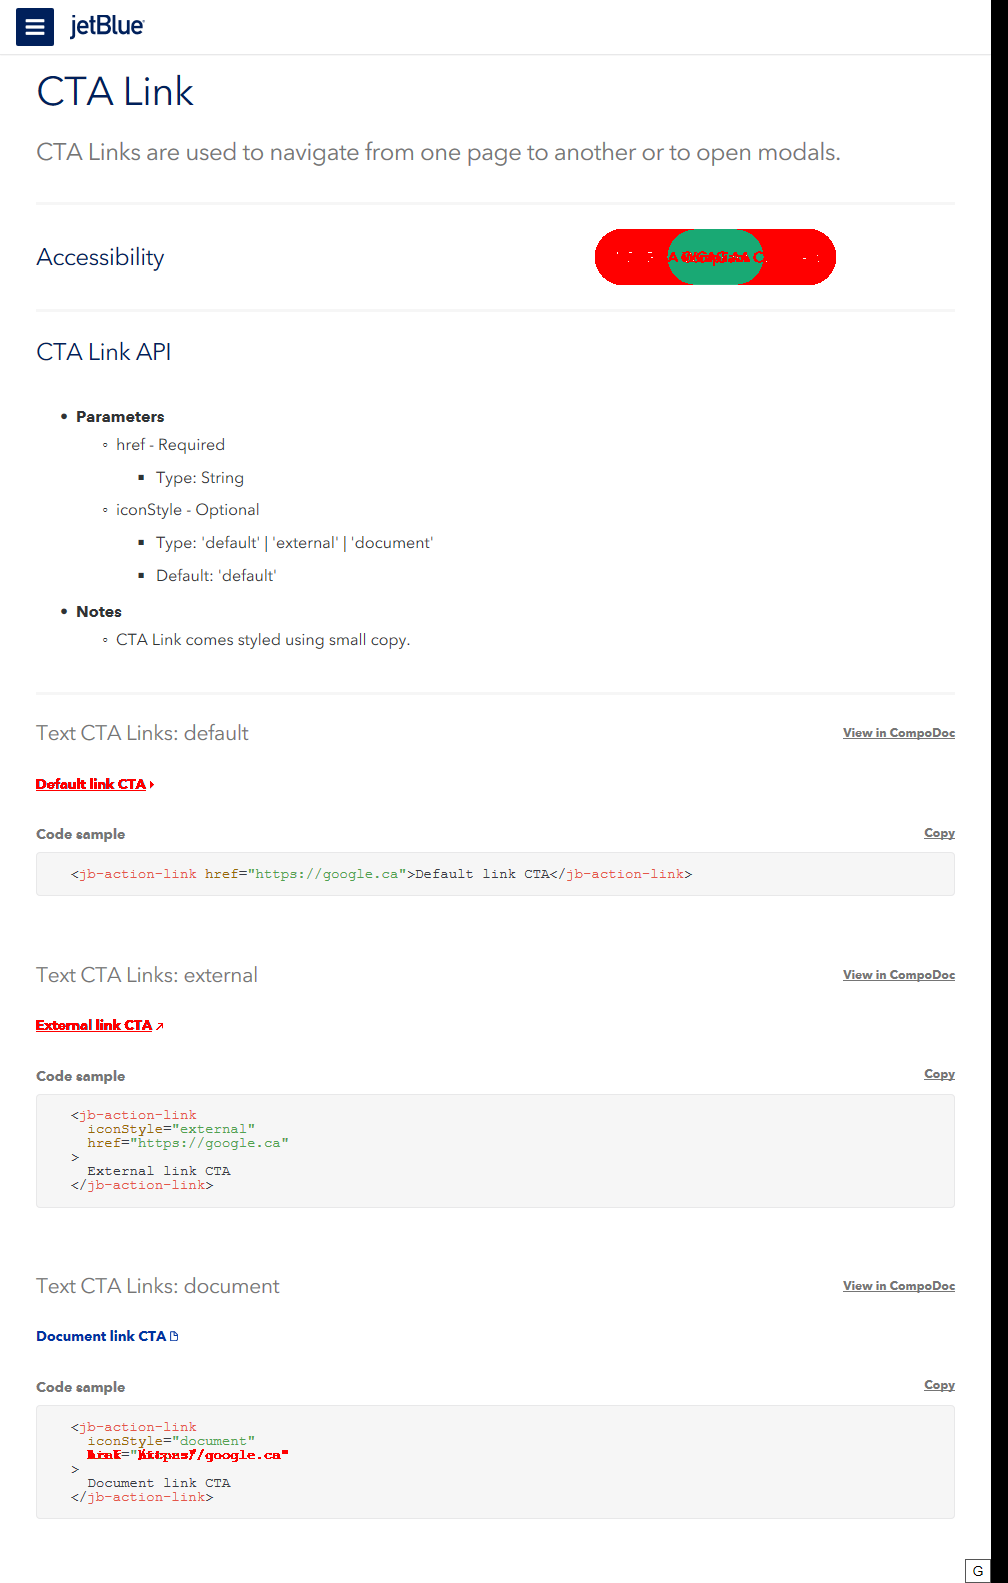 jetBlue
CTA Link
CTA Links are used to navigate from one page to another or to open modals.
Accessibility
CTA Link API
Parameters
href - Required
Type: String
iconStyle - Optional
Type: 'default' | 'external' | 'document'
Default: 'default'
Notes
CTA Link comes styled using small copy.
Text CTA Links: default
View in CompoDoc
Default link CTA
Code sample
Copy
<jb-action-link href="https://google.ca">Default link CTA</jb-action-link>
Text CTA Links: external
View in CompoDoc
External link CTA
Code sample
Copy
<jb-action-link
iconStyle="external"
href="https://google.ca"
>
External link CTA
</jb-action-link>
Text CTA Links: document
View in CompoDoc
Document link CTA
Code sample
Copy
<jb-action-link
iconStyle="document"
google.ca"
>
Document link CTA
</jb-action-link>
G